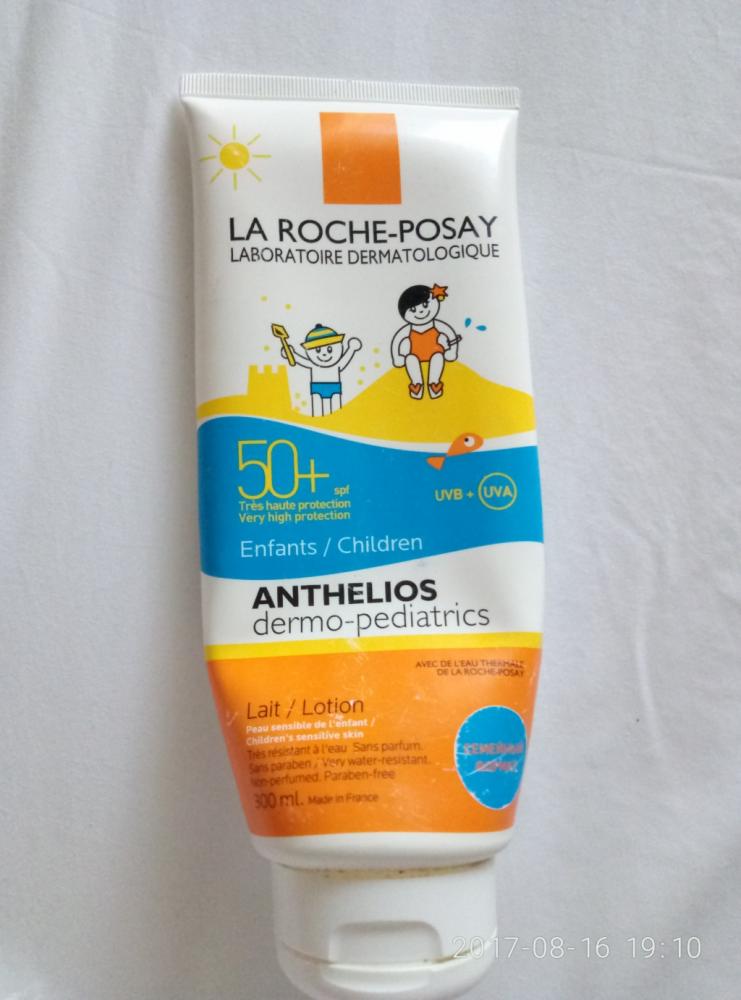 LA ROCHE-POSAY
LABORATOIRE DERMATOLOGIQUE
50+ spf
Très haute protection
Very high protection
UVB + UVA
Enfants / Children
ANTHELIOS
dermo-pediatrics
AVEC DE L'EAU THERMALE
DE LA ROCHE-POSAY
Lait / Lotion
Peau sensible de l'enfant /
Children's sensitive skin
Très résistant à l'eau Sans parfum.
Sans paraben / Very water-resistant.
Non-perfumed. Paraben-free
300 ml. Made in France
СЕМЕЙНЫЙ
ФОРМАТ
2017-08-16 19:10